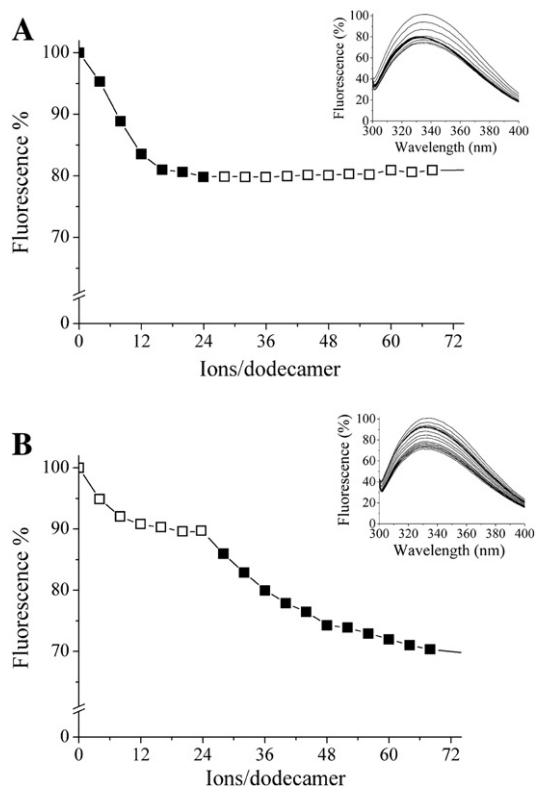 A
100
90
80
70
0
Fluorescence %
0 12 24 36 48 60 72
Ions/dodecamer
100
80
60
40
20
0
Fluorescence (%)
300 320 340 360 380 400
Wavelength (nm)
B
100
90
80
70
0
Fluorescence %
0 12 24 36 48 60 72
Ions/dodecamer
100
80
60
40
20
0
Fluorescence (%)
300 320 340 360 380 400
Wavelength (nm)